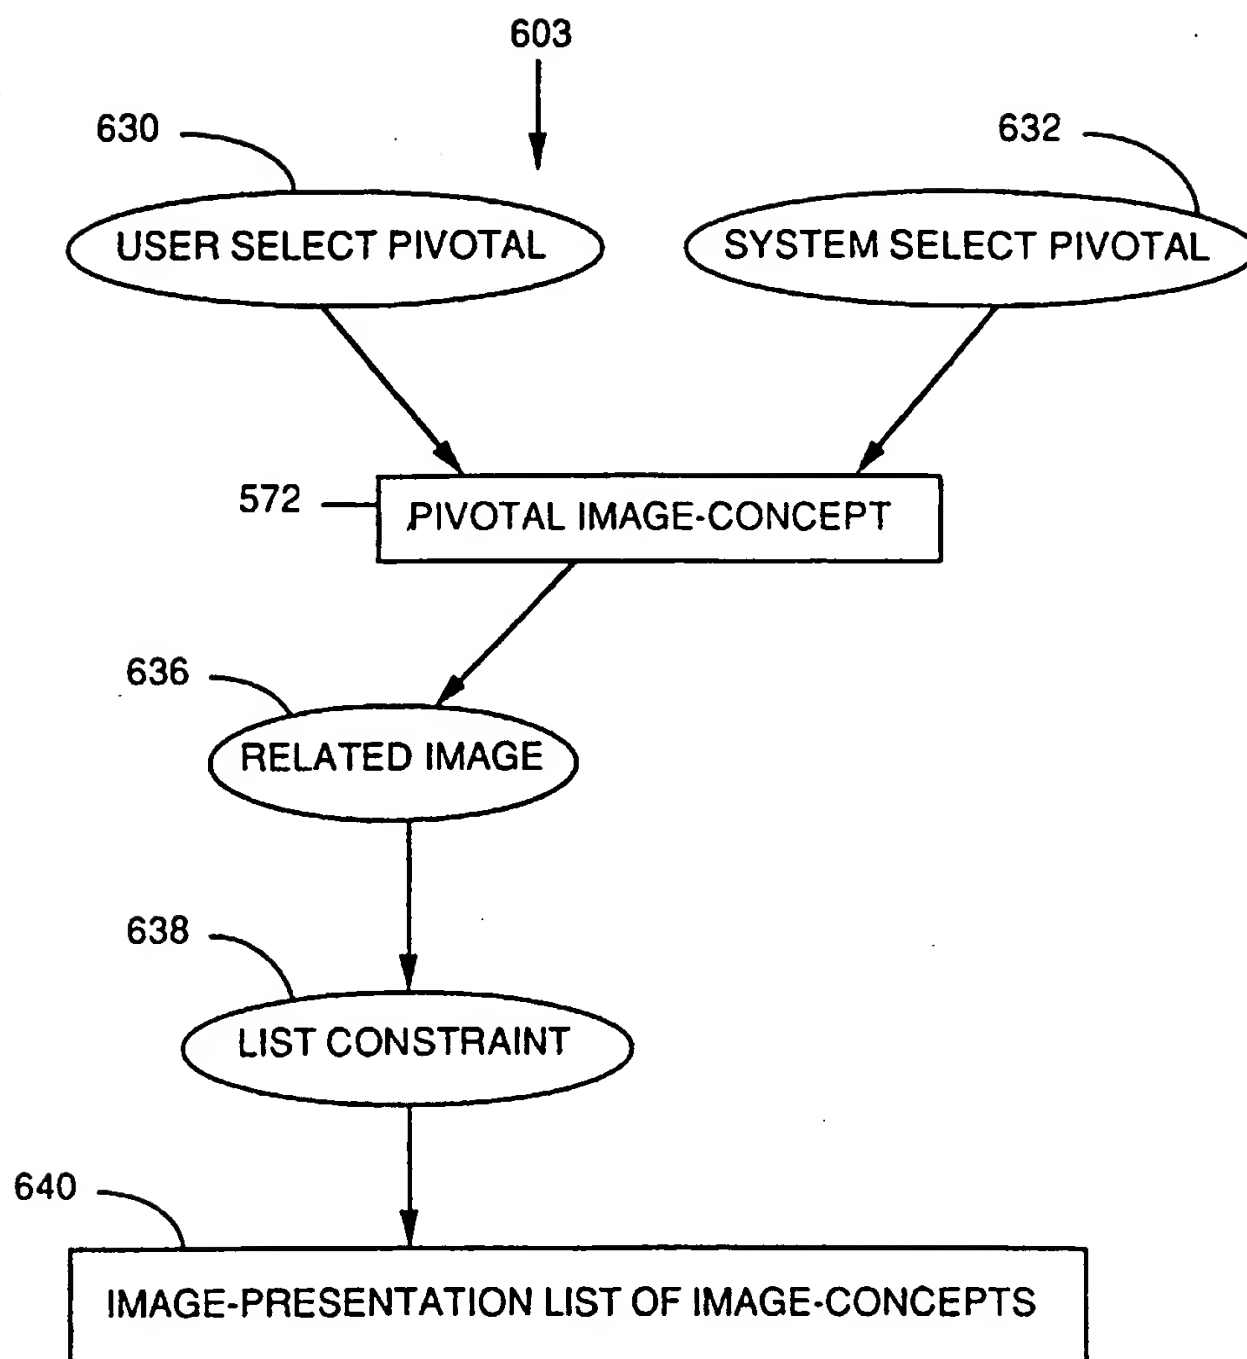 603
630
632
USER SELECT PIVOTAL
SYSTEM SELECT PIVOTAL
572
PIVOTAL IMAGE-CONCEPT
636
RELATED IMAGE
638
LIST CONSTRAINT
640
IMAGE-PRESENTATION LIST OF IMAGE-CONCEPTS